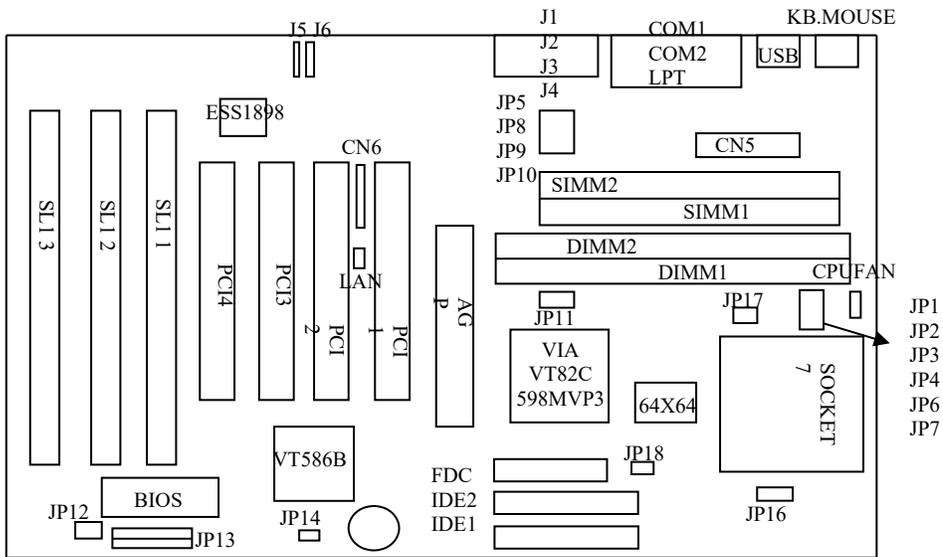 J5 J6
J1
J2
J3
J4
COM1
COM2
LPT
KB.MOUSE
USB
ESS1898
JP5
JP8
JP9
JP10
CN5
CN6
SIMM2
SIMM1
DIMM2
DIMM1
CPUFAN
SL1 3
SL1 2
SL1 1
PCI4
PCI3
PCI
2
PCI
1
LAN
AG
P
JP11
JP17
JP1
JP2
JP3
JP4
JP6
JP7
VIA
VT82C
598MVP3
64X64
SOCKET
7
VT586B
FDC
IDE2
IDE1
JP18
BIOS
JP12
JP13
JP14
JP16